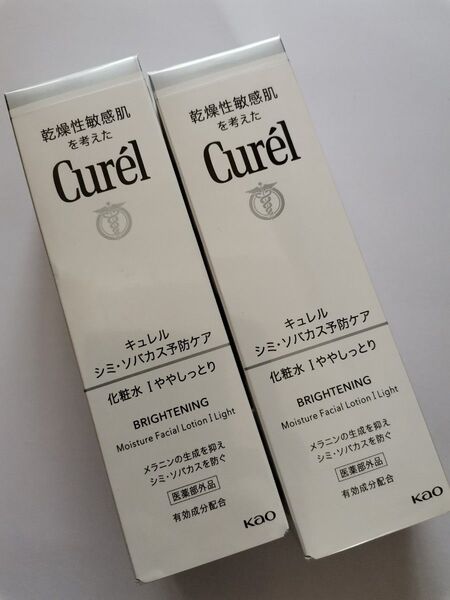 乾燥性敏感肌
を考えた
Curél
キュレル
シミ・ソバカス予防ケア
化粧水 I ややしっとり
BRIGHTENING
Moisture Facial Lotion I Light
メラニンの生成を抑え
シミ・ソバカスを防ぐ
医薬部外品
有効成分配合
Kao
乾燥性敏感肌
を考えた
Curél
キュレル
シミ・ソバカス予防ケア
化粧水 I ややしっとり
BRIGHTENING
Moisture Facial Lotion I Light
メラニンの生成を抑え
シミ・ソバカスを防ぐ
医薬部外品
有効成分配合
Kao